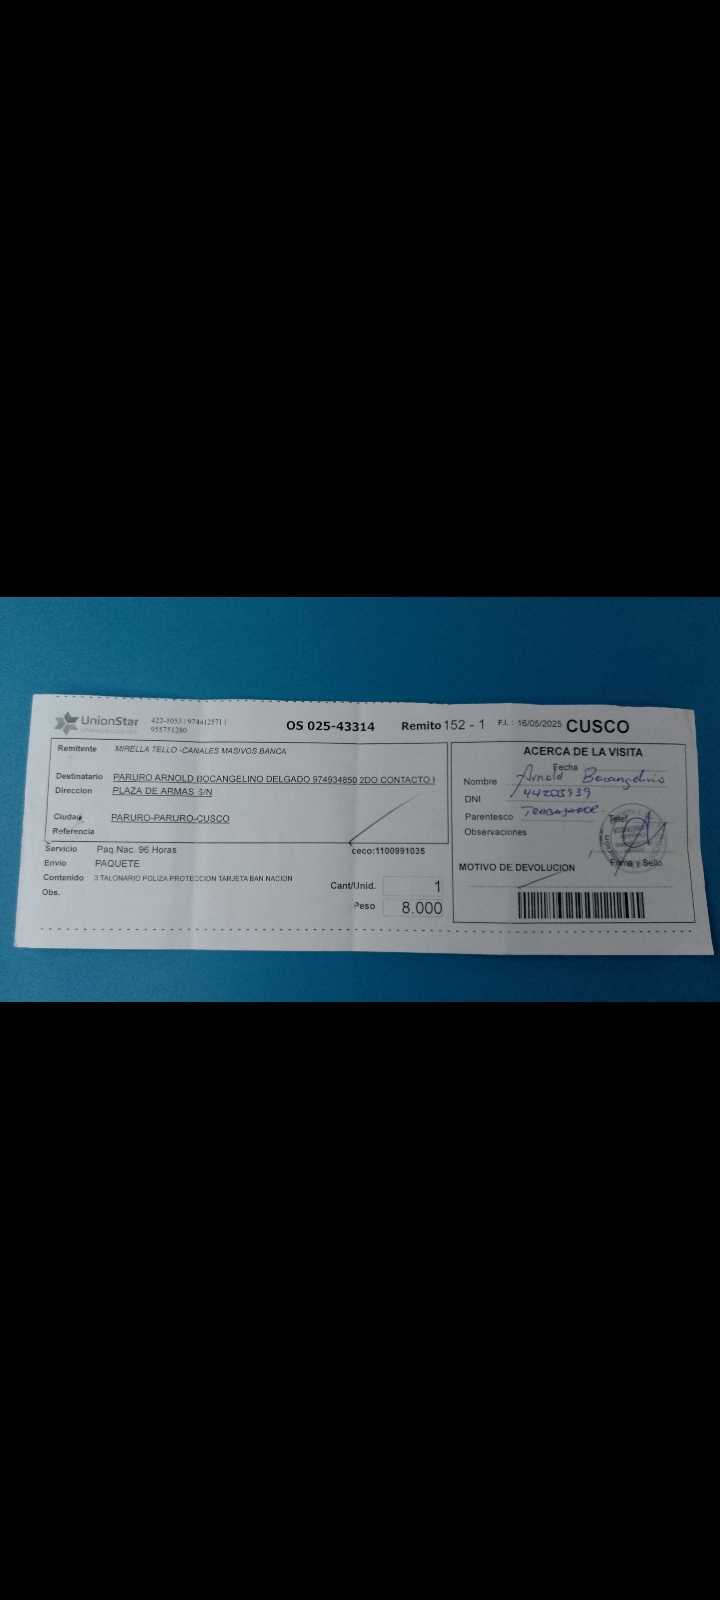 UnionStar 422-5053 | 974412571 |
955751280
OS 025-43314 Remito 152 - 1 F.I. : 16/05/2025 CUSCO
Remitente MIRELLA TELLO -CANALES MASIVOS BANCA
Destinatario PARURO ARNOLD BOCANGELINO DELGADO 974934850 2DO CONTACTO
Direccion PLAZA DE ARMAS S/N
Ciudad PARURO-PARURO-CUSCO
Referencia
Servicio Paq.Nac. 96 Horas
ceco:1100991035
Envio PAQUETE
Contenido 3 TALONARIO POLIZA PROTECCION TARJETA BAN NACION
Obs.
Cant/Unid. 1
Peso 8.000
ACERCA DE LA VISITA
Fecha
Nombre Arnold Bocangelino
DNI
Parentesco Trabajador
Telef
Observaciones
Firma y Sello
MOTIVO DE DEVOLUCION